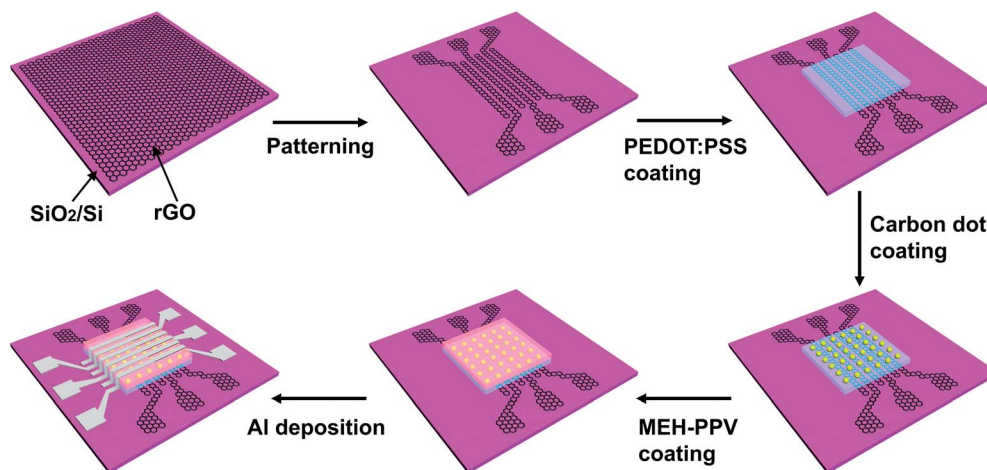 Patterning
PEDOT:PSS
coating
SiO2/Si
rGO
Carbon dot
coating
Al deposition
MEH-PPV
coating